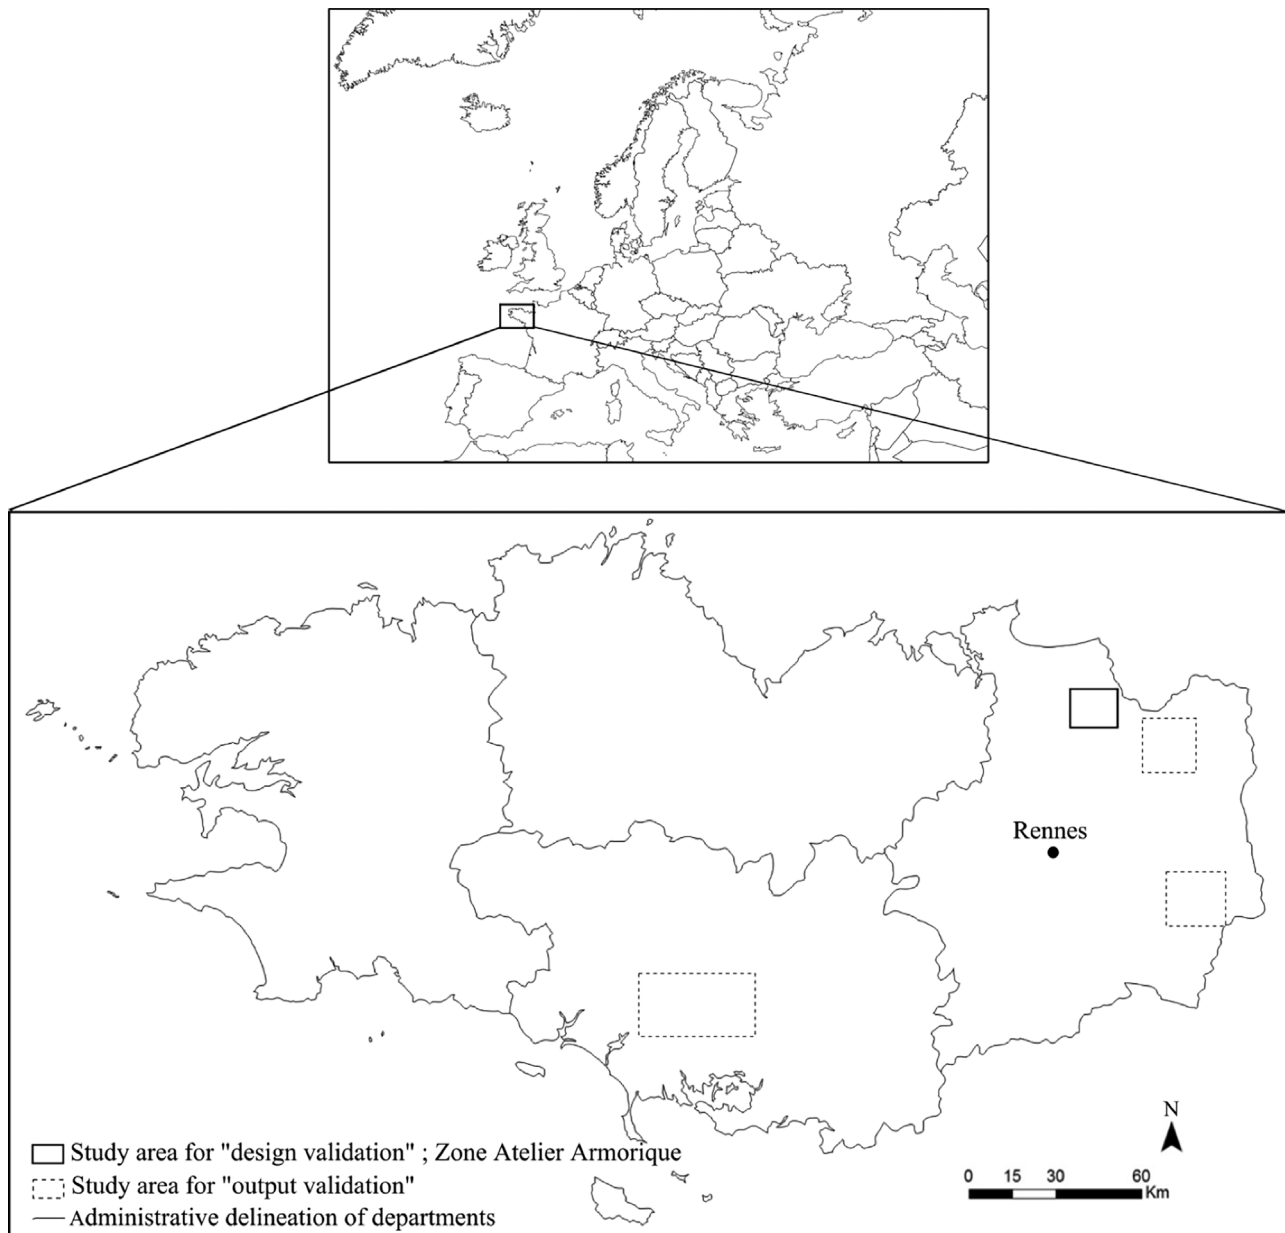 Rennes
N
0 15 30 60
Km
Study area for "design validation" ; Zone Atelier Armorique
Study area for "output validation"
Administrative delineation of departments